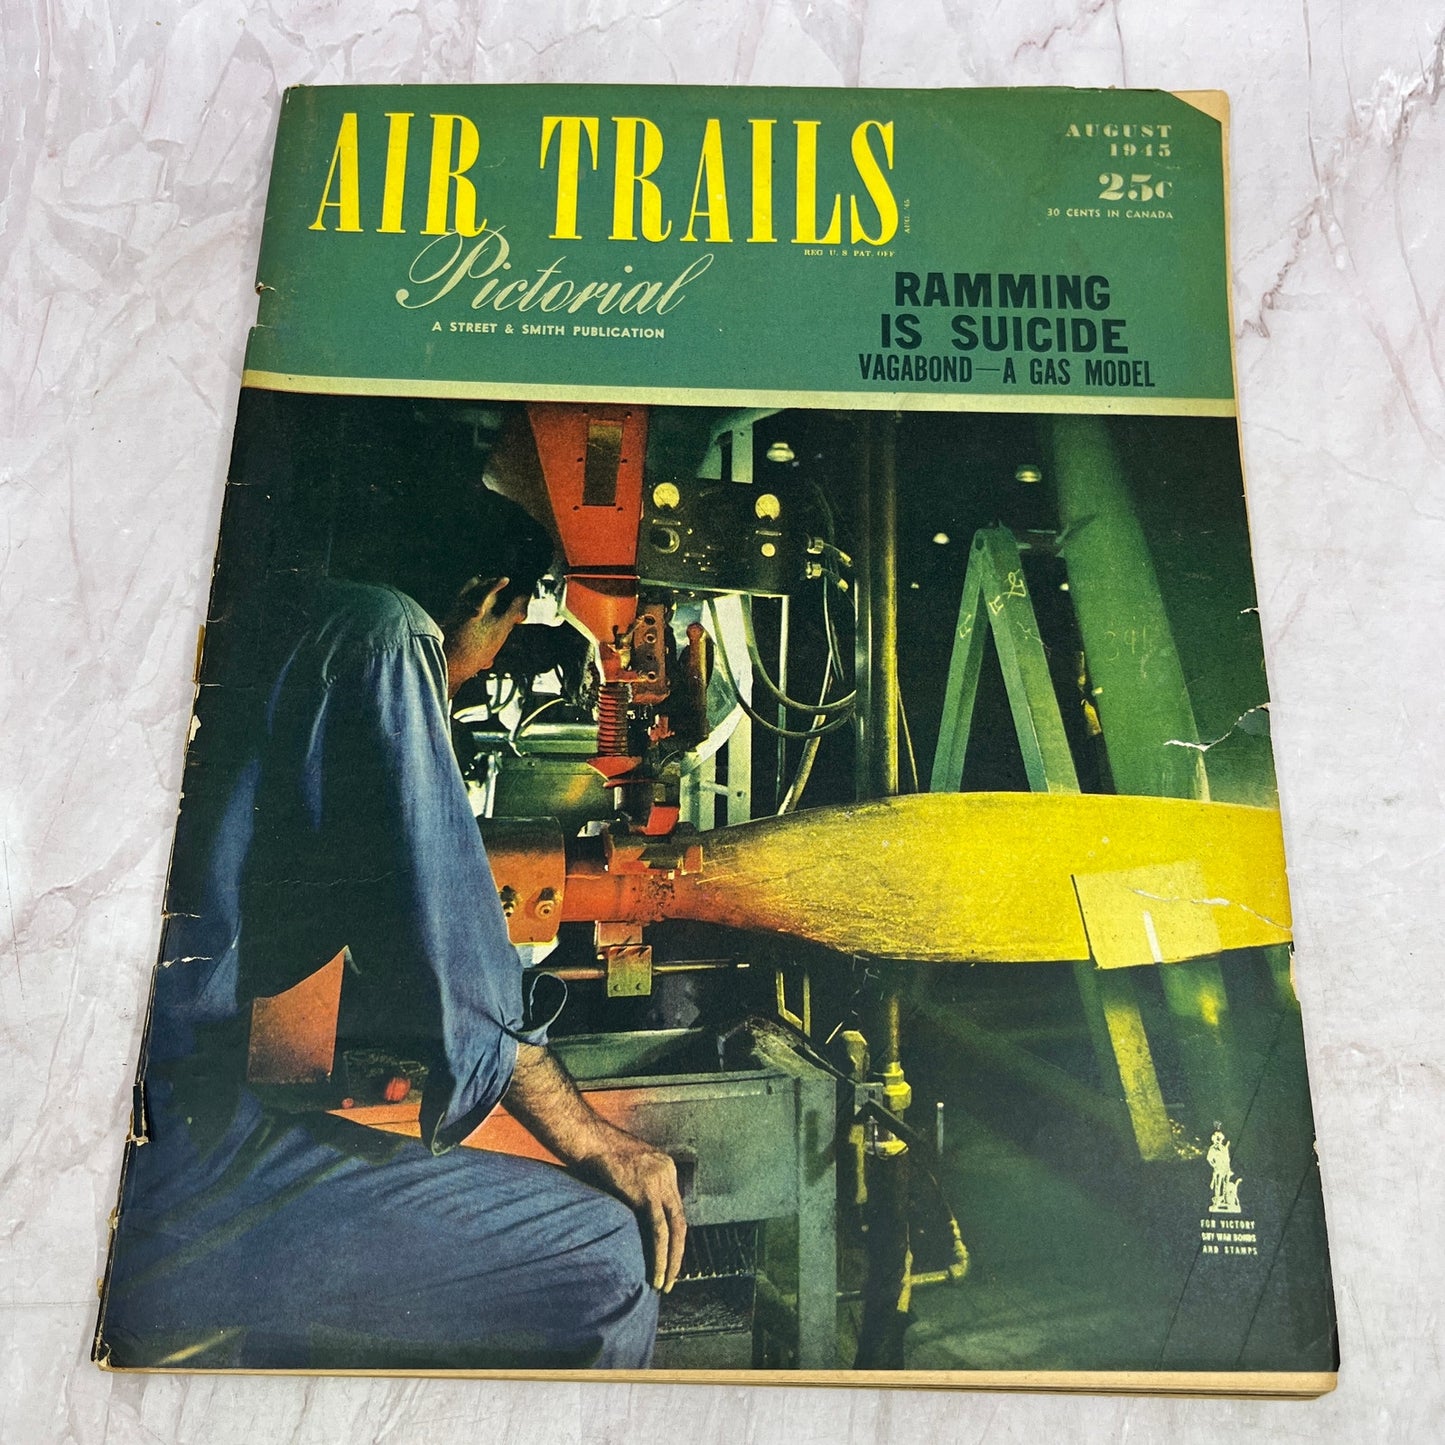 AIR TRAILS
Pictorial
A STREET & SMITH PUBLICATION
REG U. S PAT. OFF
AUGUST
1945
25c
30 CENTS IN CANADA
RAMMING
IS SUICIDE
VAGABOND—A GAS MODEL
FOR VICTORY
BUY WAR BONDS
AND STAMPS